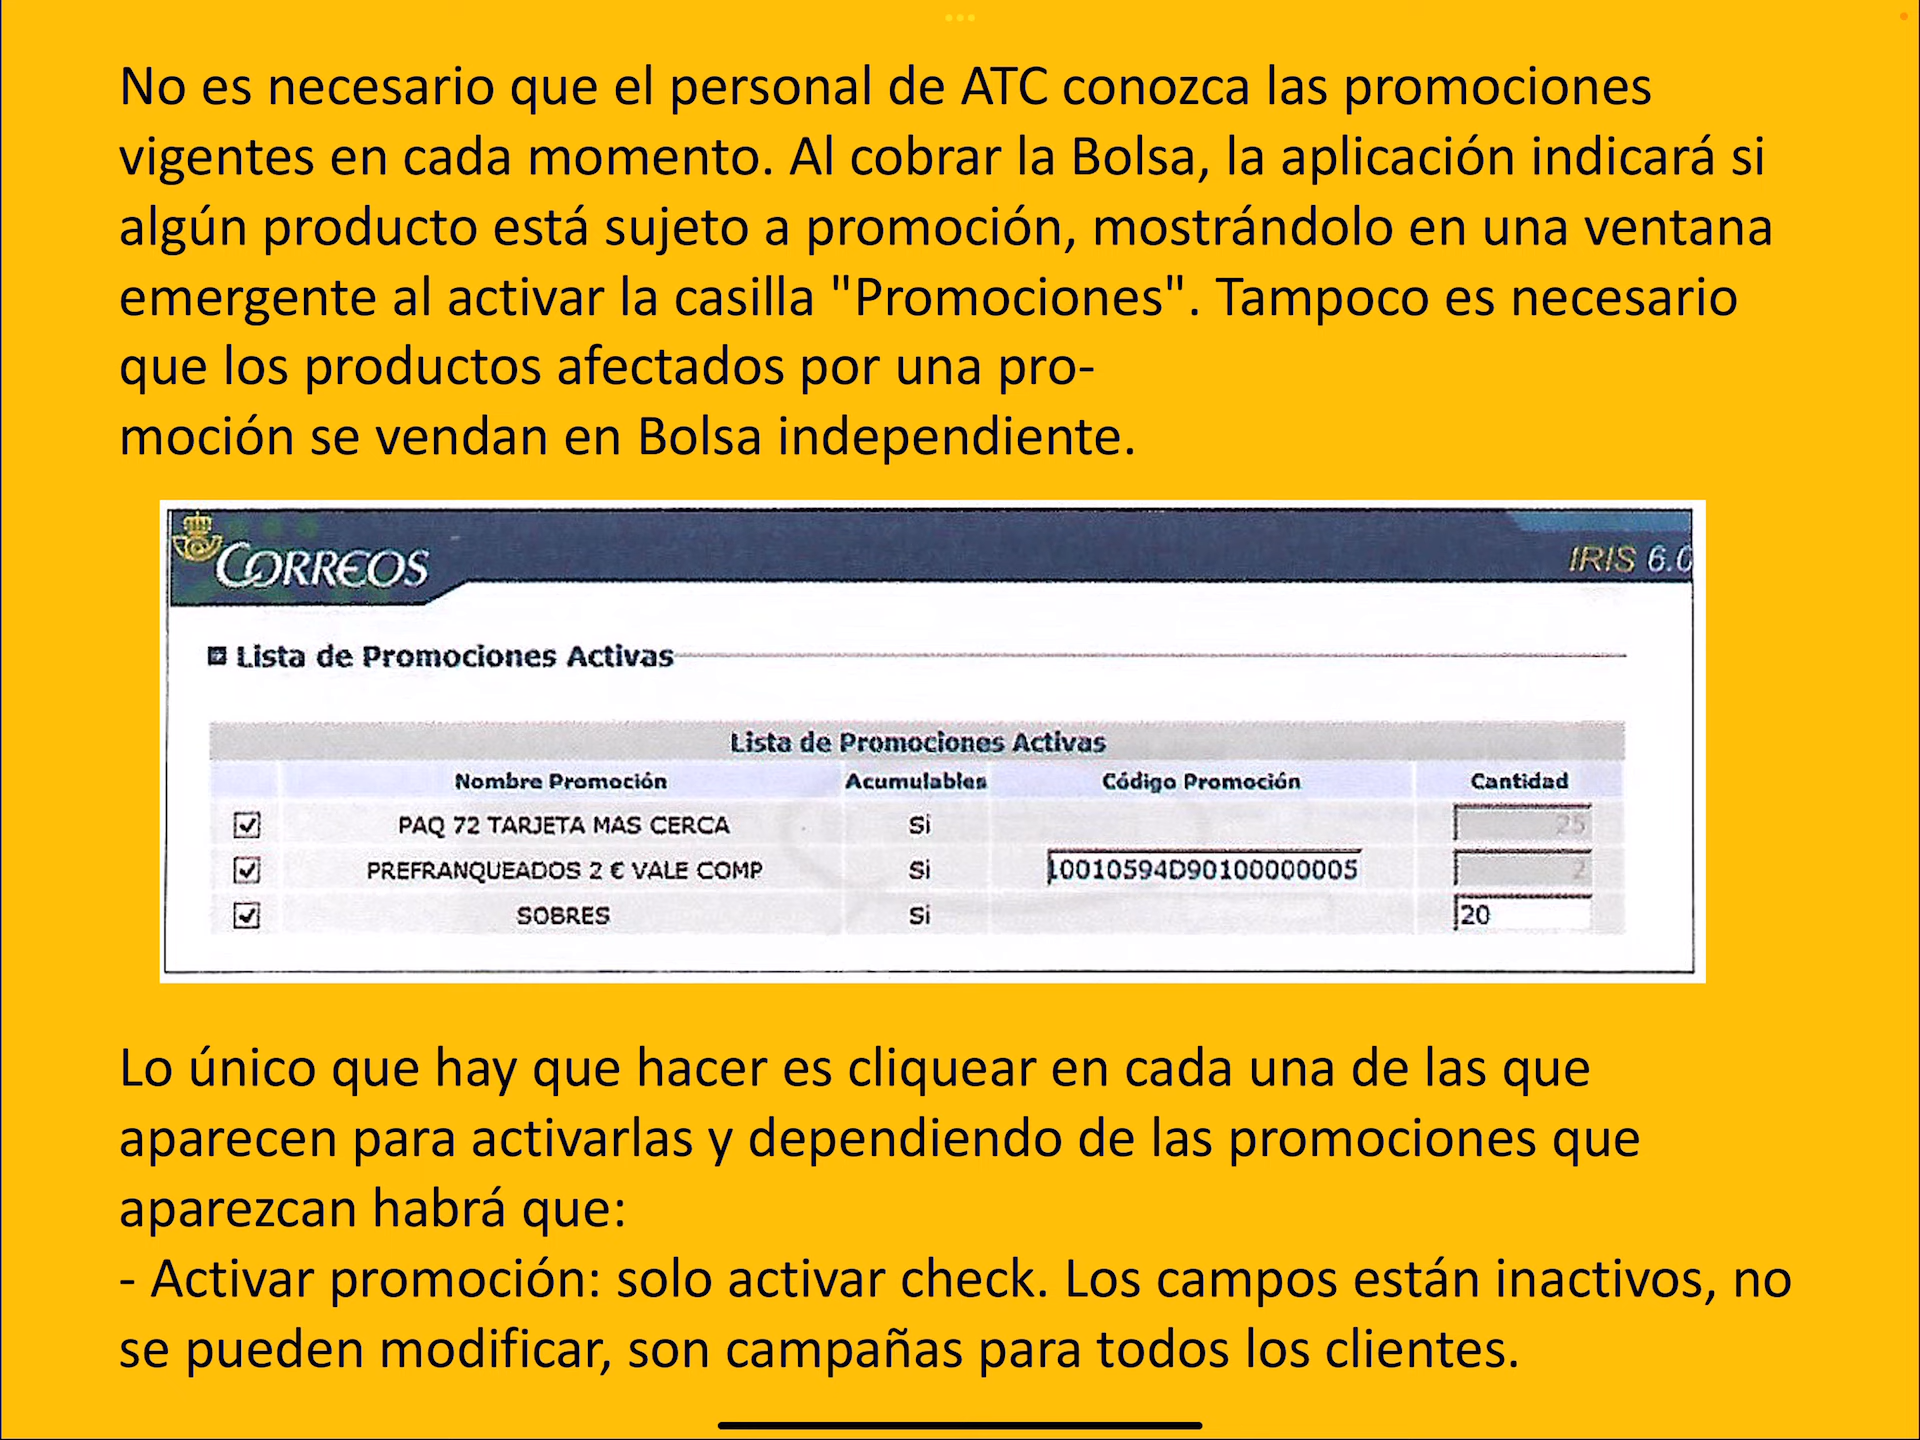 No es necesario que el personal de ATC conozca las promociones
vigentes en cada momento. Al cobrar la Bolsa, la aplicación indicará si
algún producto está sujeto a promoción, mostrándolo en una ventana
emergente al activar la casilla "Promociones". Tampoco es necesario
que los productos afectados por una pro-
moción se vendan en Bolsa independiente.
CORREOS
IRIS 6.0
Lista de Promociones Activas
Lista de Promociones Activas
Nombre Promoción Acumulables Código Promoción Cantidad
PAQ 72 TARJETA MAS CERCA Si 25
PREFRANQUEADOS 2 € VALE COMP Si 10010594D90100000005 2
SOBRES Si 20
Lo único que hay que hacer es cliquear en cada una de las que
aparecen para activarlas y dependiendo de las promociones que
aparezcan habrá que:
- Activar promoción: solo activar check. Los campos están inactivos, no
se pueden modificar, son campañas para todos los clientes.